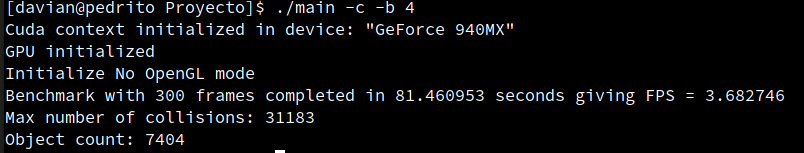 [davian@pedrito Proyecto]$ ./main -c -b 4
Cuda context initialized in device: "GeForce 940MX"
GPU initialized
Initialize No OpenGL mode
Benchmark with 300 frames completed in 81.460953 seconds giving FPS = 3.682746
Max number of collisions: 31183
Object count: 7404